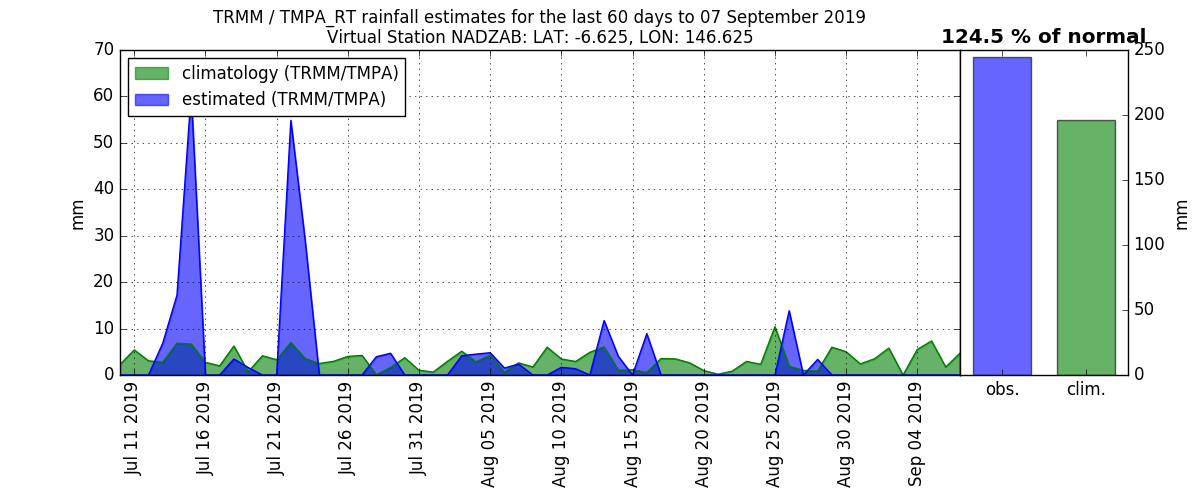 TRMM / TMPA_RT rainfall estimates for the last 60 days to 07 September 2019
Virtual Station NADZAB: LAT: -6.625, LON: 146.625
124.5 % of normal
climatology (TRMM/TMPA)
estimated (TRMM/TMPA)
70
60
50
40
30
20
10
0
mm
Jul 11 2019
Jul 16 2019
Jul 21 2019
Jul 26 2019
Jul 31 2019
Aug 05 2019
Aug 10 2019
Aug 15 2019
Aug 20 2019
Aug 25 2019
Aug 30 2019
Sep 04 2019
obs.
clim.
250
200
150
100
50
0
mm